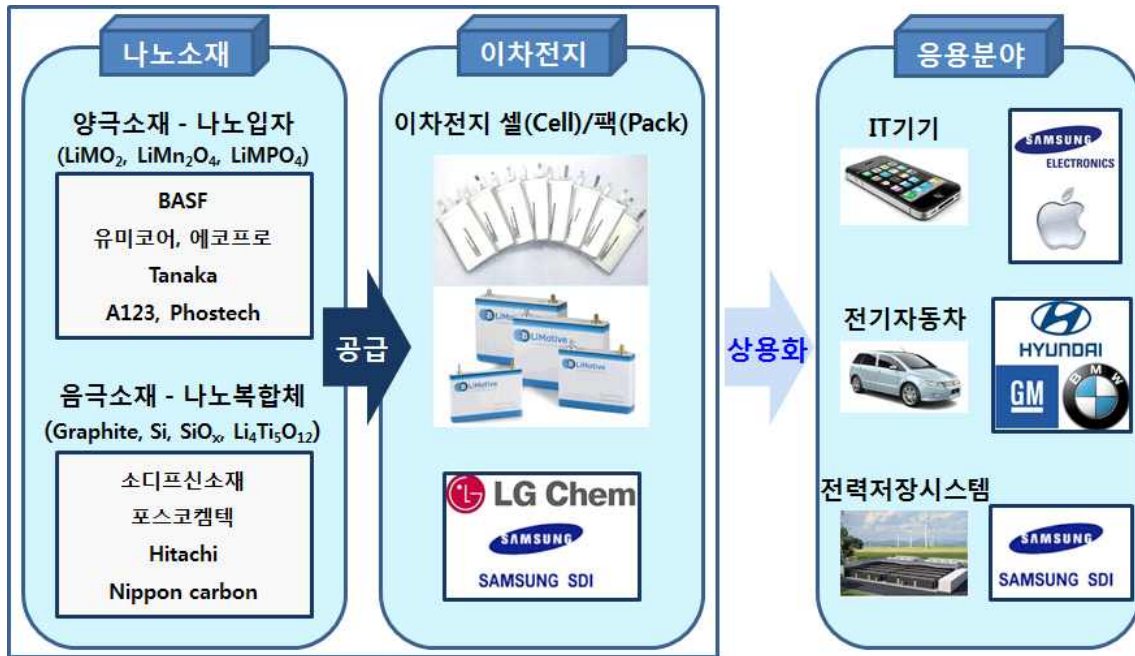 나노소재
양극소재 - 나노입자
(LiMO₂, LiMn₂O₄, LiMPO₄)
BASF
유미코어, 에코프로
Tanaka
A123, Phostech
음극소재 - 나노복합체
(Graphite, Si, SiOₓ, Li₄Ti₅O₁₂)
소디프신소재
포스코켐텍
Hitachi
Nippon carbon
공급
이차전지
이차전지 셀(Cell)/팩(Pack)
LiMotive
LiMotive
LiMotive
LiMotive
LG Chem
SAMSUNG
SAMSUNG SDI
상용화
응용분야
IT기기
SAMSUNG
ELECTRONICS
전기자동차
HYUNDAI
GM
BMW
전력저장시스템
SAMSUNG
SAMSUNG SDI